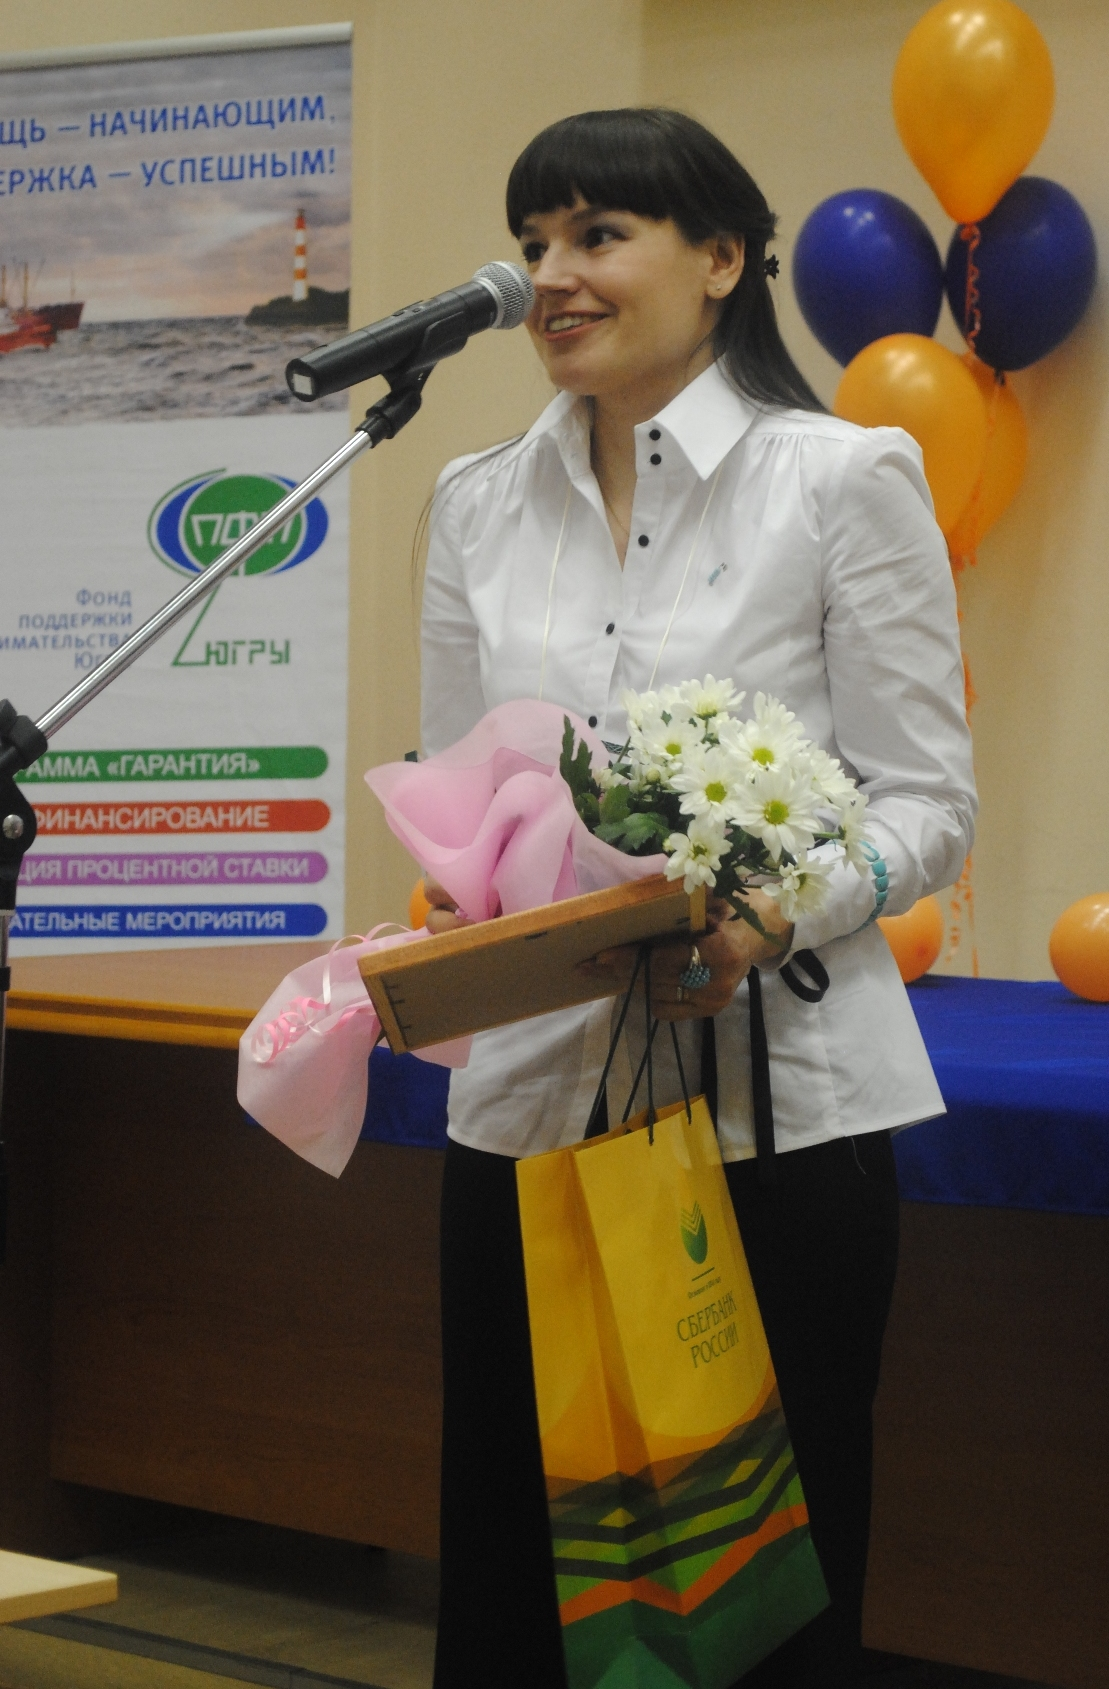 ЩЬ — НАЧИНАЮЩИМ,
ЕРЖКА — УСПЕШНЫМ!
ПФП
ФОНД
ПОДДЕРЖКИ
ИМАТЕЛЬСТВА
ЮГ
ЮГРЫ
АММА «ГАРАНТИЯ»
ФИНАНСИРОВАНИЕ
ЦИЯ ПРОЦЕНТНОЙ СТАВКИ
АТЕЛЬНЫЕ МЕРОПРИЯТИЯ
СБЕРБАНК
РОССИИ